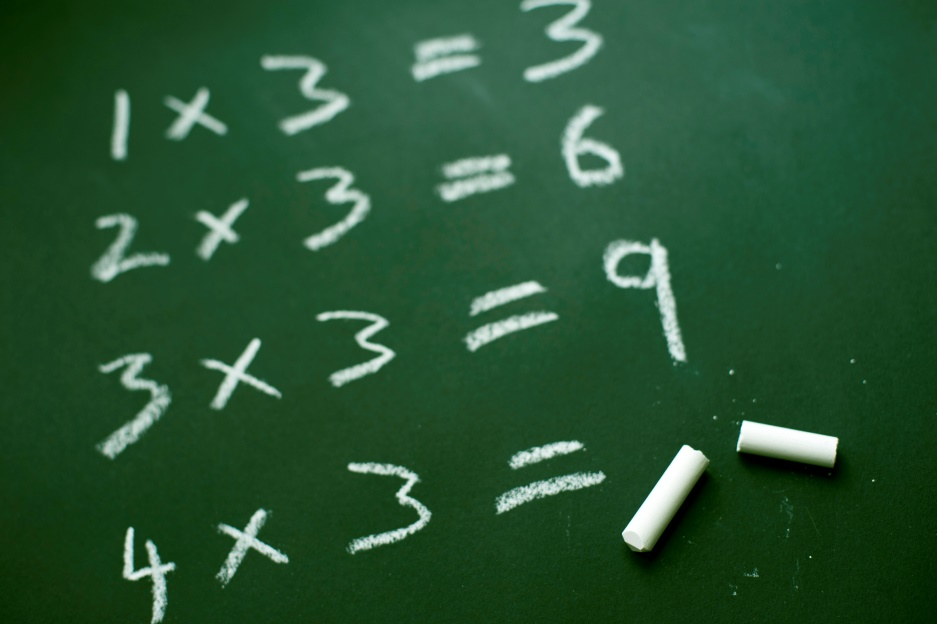 1 x 3 = 3
2 x 3 = 6
3 x 3 = 9
4 x 3 =